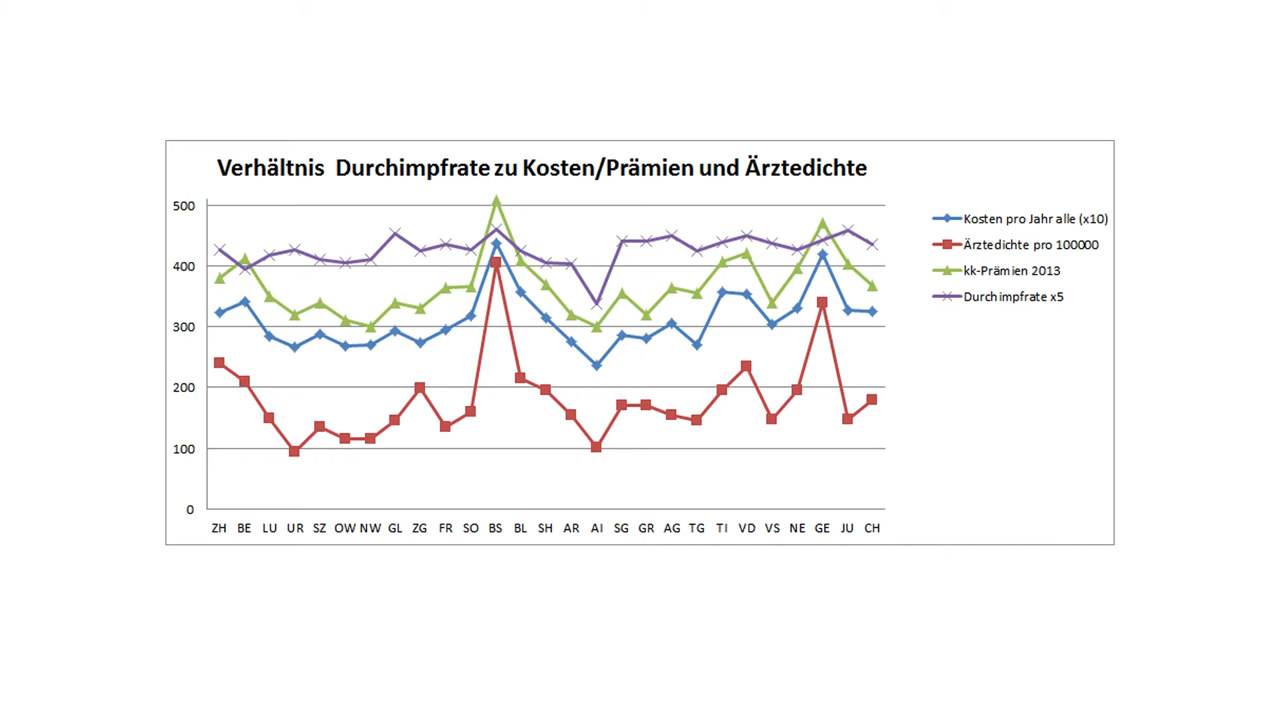 Verhältnis Durchimpfrate zu Kosten/Prämien und Ärztedichte
500
400
300
200
100
0
ZH BE LU UR SZ OW NW GL ZG FR SO BS BL SH AR AI SG GR AG TG TI VD VS NE GE JU CH
Kosten pro Jahr alle (x10)
Ärztedichte pro 100000
kk-Prämien 2013
Durchimpfrate x5